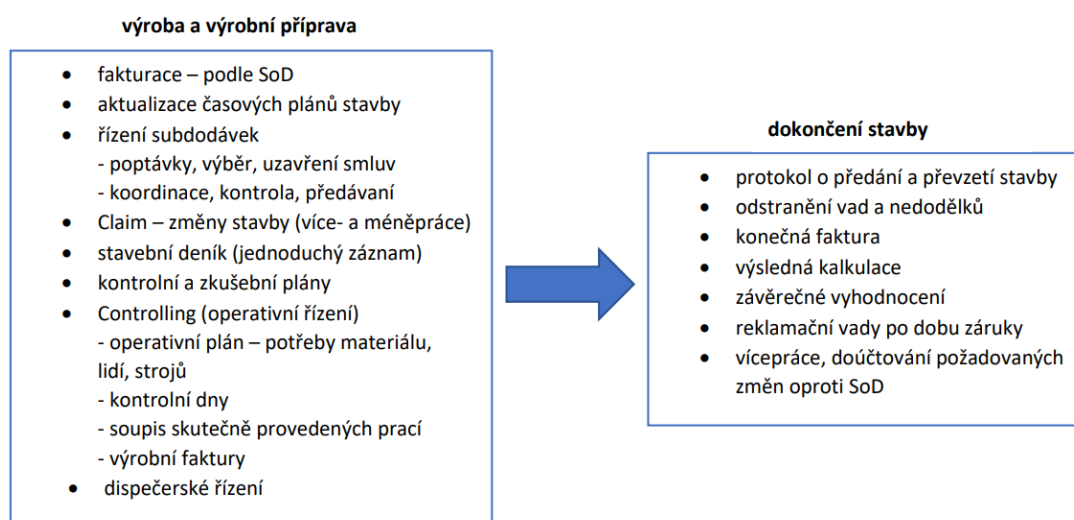 výroba a výrobní příprava
• fakturace – podle SoD
• aktualizace časových plánů stavby
• řízení subdodávek
- poptávky, výběr, uzavření smluv
- koordinace, kontrola, předávaní
• Claim – změny stavby (více- a méněpráce)
• stavební deník (jednoduchý záznam)
• kontrolní a zkušební plány
• Controlling (operativní řízení)
- operativní plán – potřeby materiálu,
lidí, strojů
- kontrolní dny
- soupis skutečně provedených prací
- výrobní faktury
• dispečerské řízení
dokončení stavby
• protokol o předání a převzetí stavby
• odstranění vad a nedodělků
• konečná faktura
• výsledná kalkulace
• závěrečné vyhodnocení
• reklamační vady po dobu záruky
• vícepráce, doúčtování požadovaných
změn oproti SoD